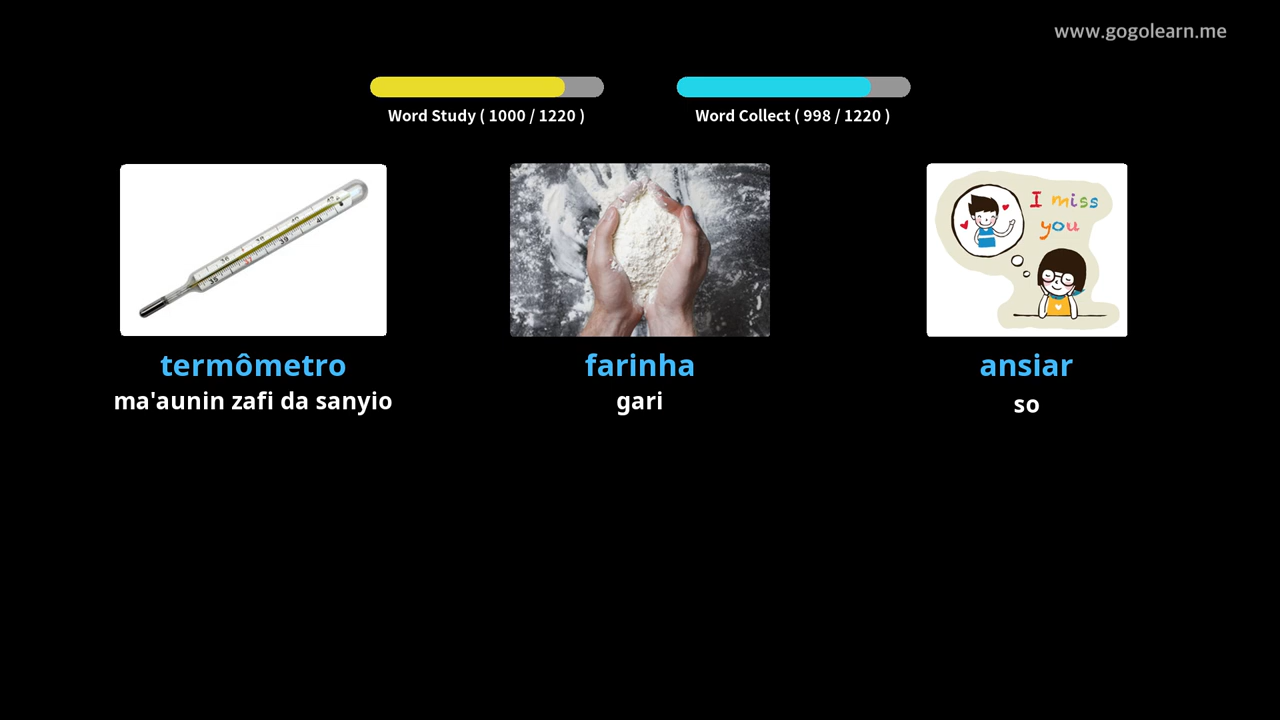 www.gogolearn.me
Word Study ( 1000 / 1220 )
Word Collect ( 998 / 1220 )
I miss
you
termômetro
farinha
ansiar
ma'aunin zafi da sanyio
gari
so